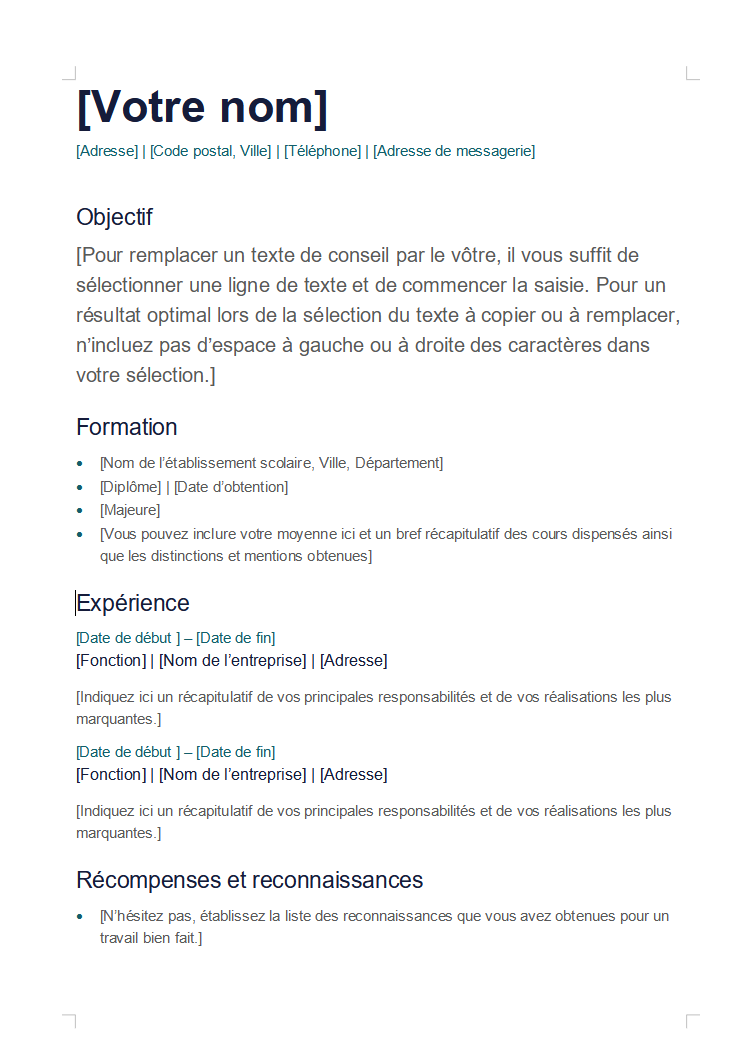 [Votre nom]
[Adresse] | [Code postal, Ville] | [Téléphone] | [Adresse de messagerie]
Objectif
[Pour remplacer un texte de conseil par le vôtre, il vous suffit de
sélectionner une ligne de texte et de commencer la saisie. Pour un
résultat optimal lors de la sélection du texte à copier ou à remplacer,
n’incluez pas d’espace à gauche ou à droite des caractères dans
votre sélection.]
Formation
• [Nom de l’établissement scolaire, Ville, Département]
• [Diplôme] | [Date d’obtention]
• [Majeure]
• [Vous pouvez inclure votre moyenne ici et un bref récapitulatif des cours dispensés ainsi
que les distinctions et mentions obtenues]
Expérience
[Date de début ] – [Date de fin]
[Fonction] | [Nom de l’entreprise] | [Adresse]
[Indiquez ici un récapitulatif de vos principales responsabilités et de vos réalisations les plus
marquantes.]
[Date de début ] – [Date de fin]
[Fonction] | [Nom de l’entreprise] | [Adresse]
[Indiquez ici un récapitulatif de vos principales responsabilités et de vos réalisations les plus
marquantes.]
Récompenses et reconnaissances
• [N’hésitez pas, établissez la liste des reconnaissances que vous avez obtenues pour un
travail bien fait.]